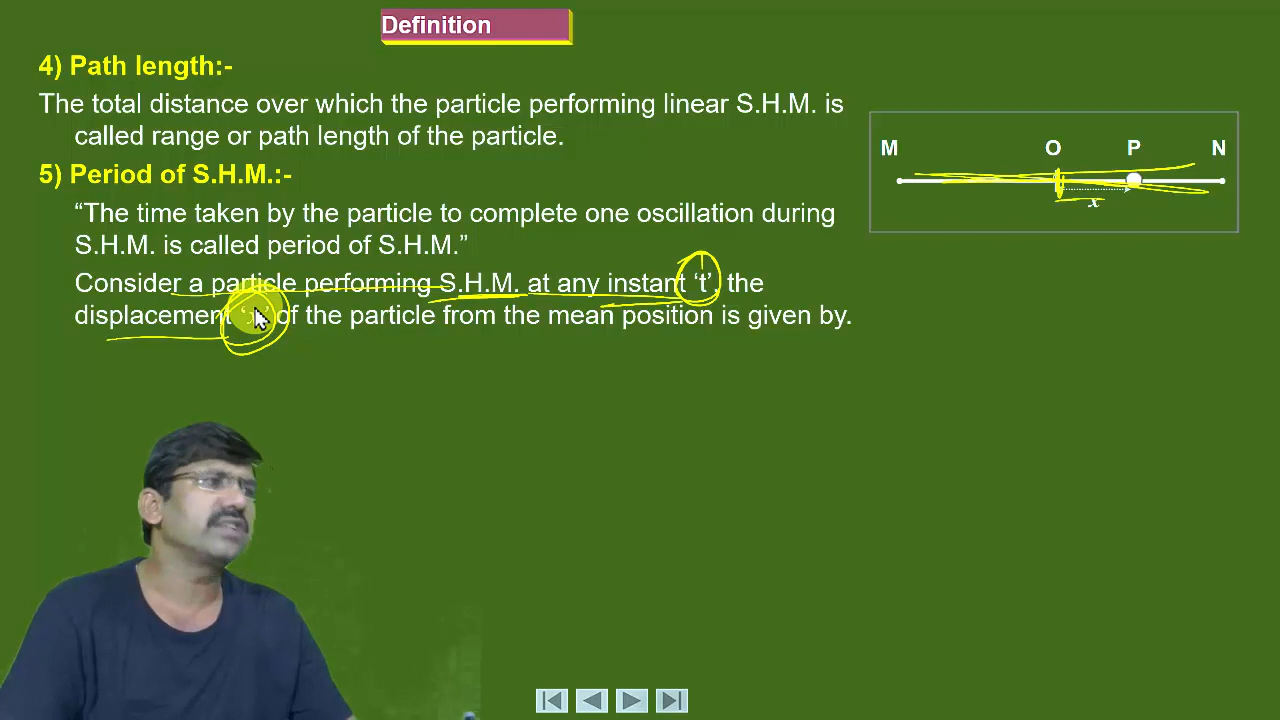 Definition
4) Path length:-
The total distance over which the particle performing linear S.H.M. is
called range or path length of the particle.
5) Period of S.H.M.:-
“The time taken by the particle to complete one oscillation during
S.H.M. is called period of S.H.M.”
Consider a particle performing S.H.M. at any instant ‘t’, the
displacement of the particle from the mean position is given by.
M O P N
x